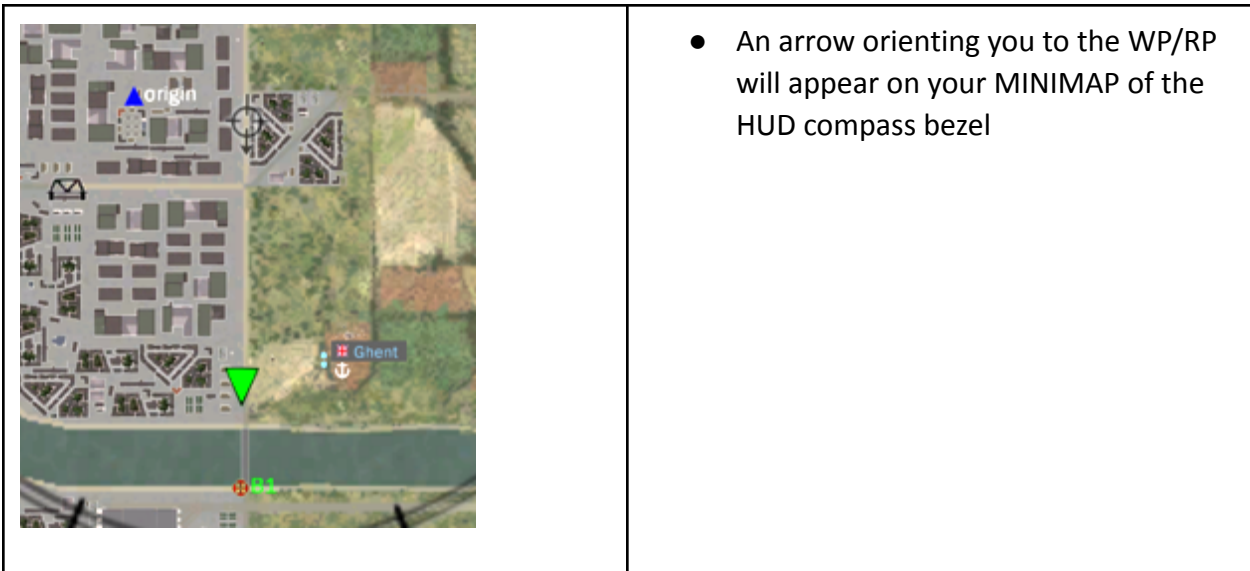 origin
Ghent
B1
● An arrow orienting you to the WP/RP
will appear on your MINIMAP of the
HUD compass bezel